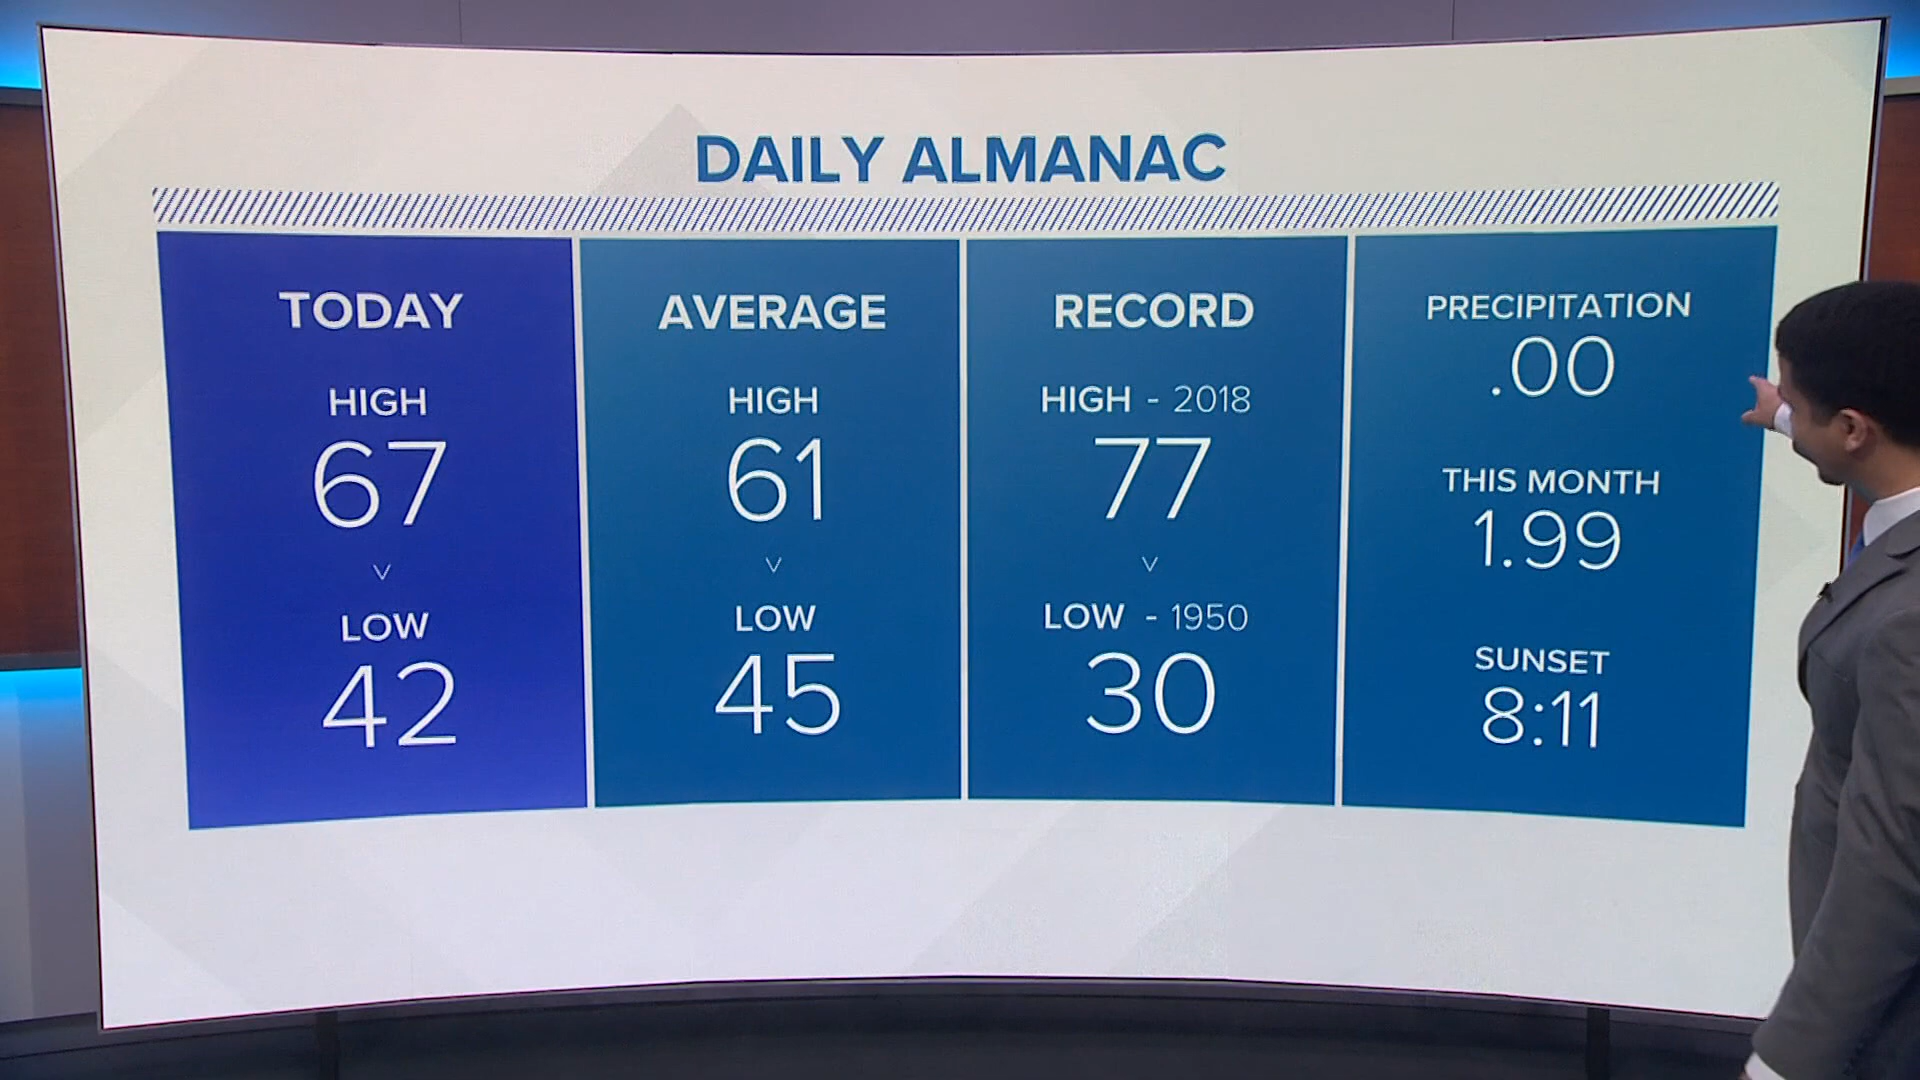 DAILY ALMANAC
TODAY
HIGH
67
LOW
42
AVERAGE
HIGH
61
LOW
45
RECORD
HIGH - 2018
77
LOW - 1950
30
PRECIPITATION
.00
THIS MONTH
1.99
SUNSET
8:11